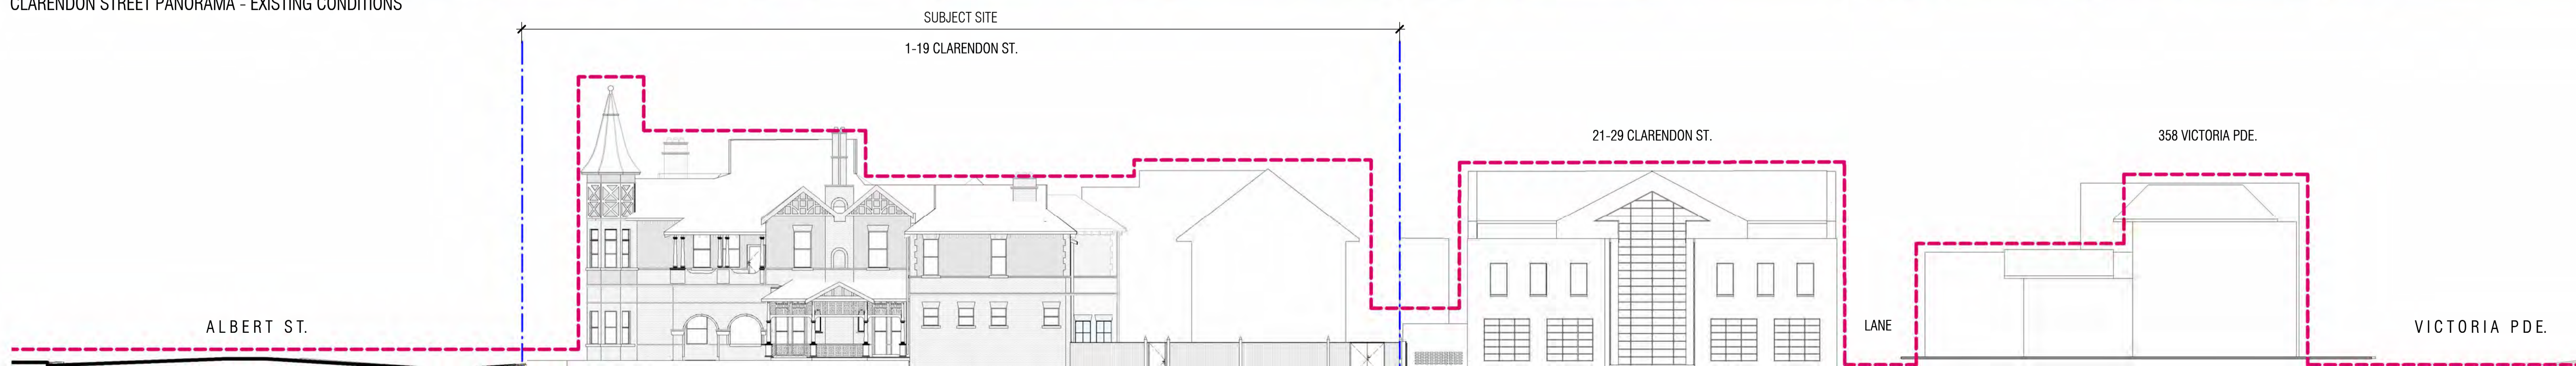 CLARENDON STREET PANORAMA - EXISTING CONDITIONS
SUBJECT SITE
1-19 CLARENDON ST.
21-29 CLARENDON ST.
358 VICTORIA PDE.
ALBERT ST.
LANE
VICTORIA PDE.